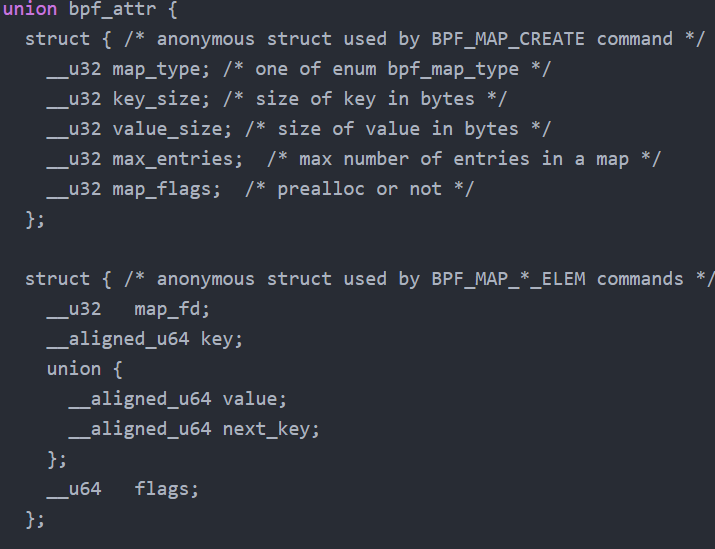 union bpf_attr {
  struct { /* anonymous struct used by BPF_MAP_CREATE command */
    __u32 map_type; /* one of enum bpf_map_type */
    __u32 key_size; /* size of key in bytes */
    __u32 value_size; /* size of value in bytes */
    __u32 max_entries;  /* max number of entries in a map */
    __u32 map_flags;  /* prealloc or not */
  };

  struct { /* anonymous struct used by BPF_MAP_*_ELEM commands */
    __u32   map_fd;
    __aligned_u64 key;
    union {
      __aligned_u64 value;
      __aligned_u64 next_key;
    };
    __u64   flags;
  };